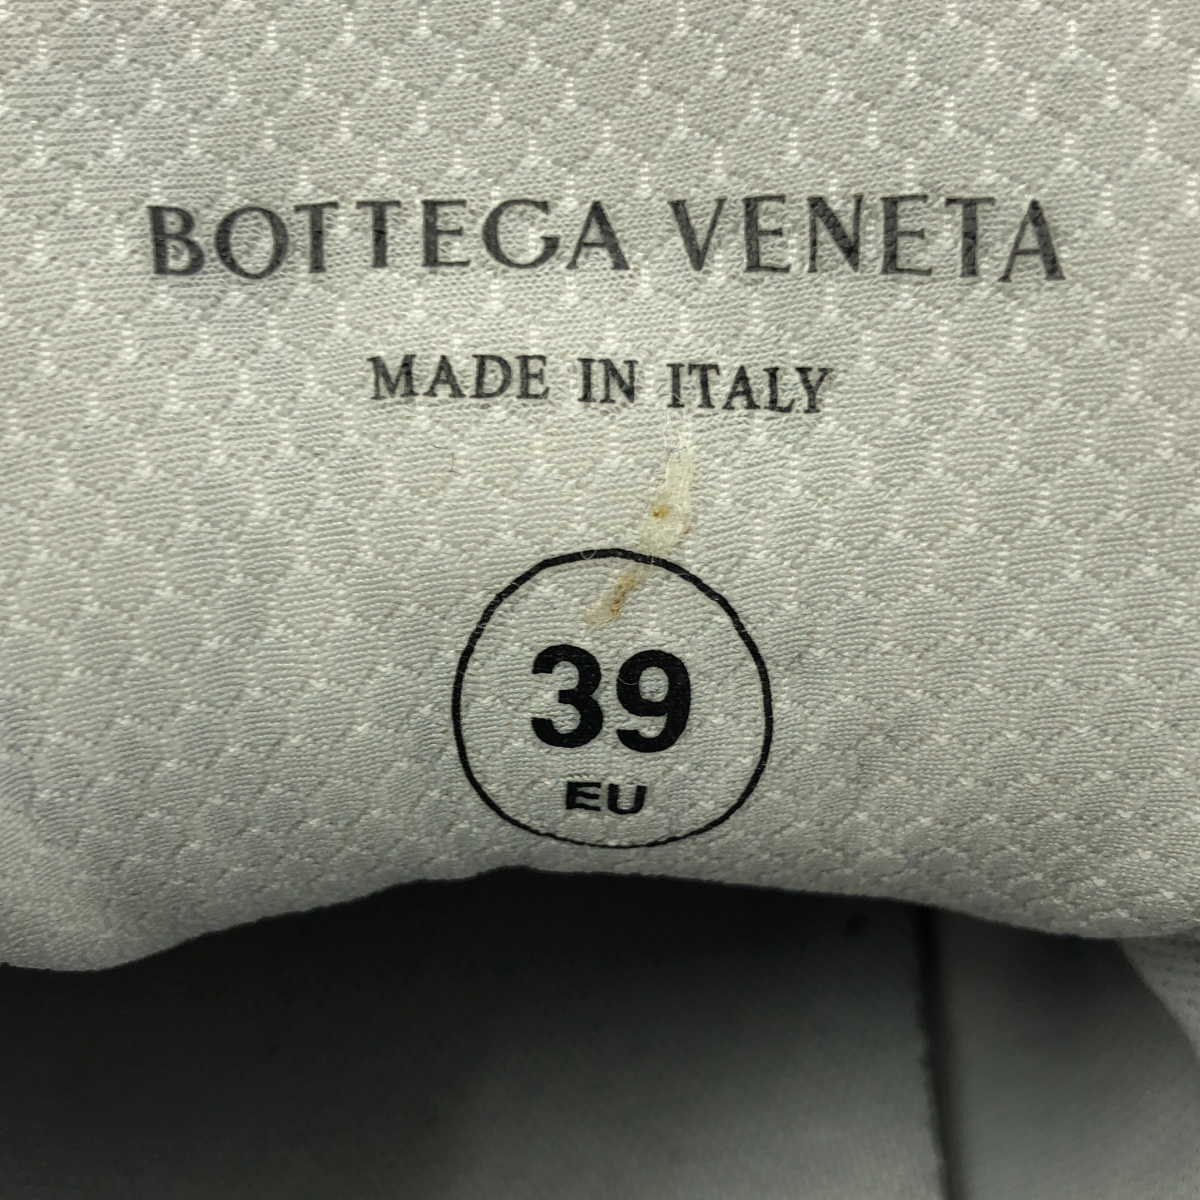 BOTTEGA VENETA
MADE IN ITALY
39
EU